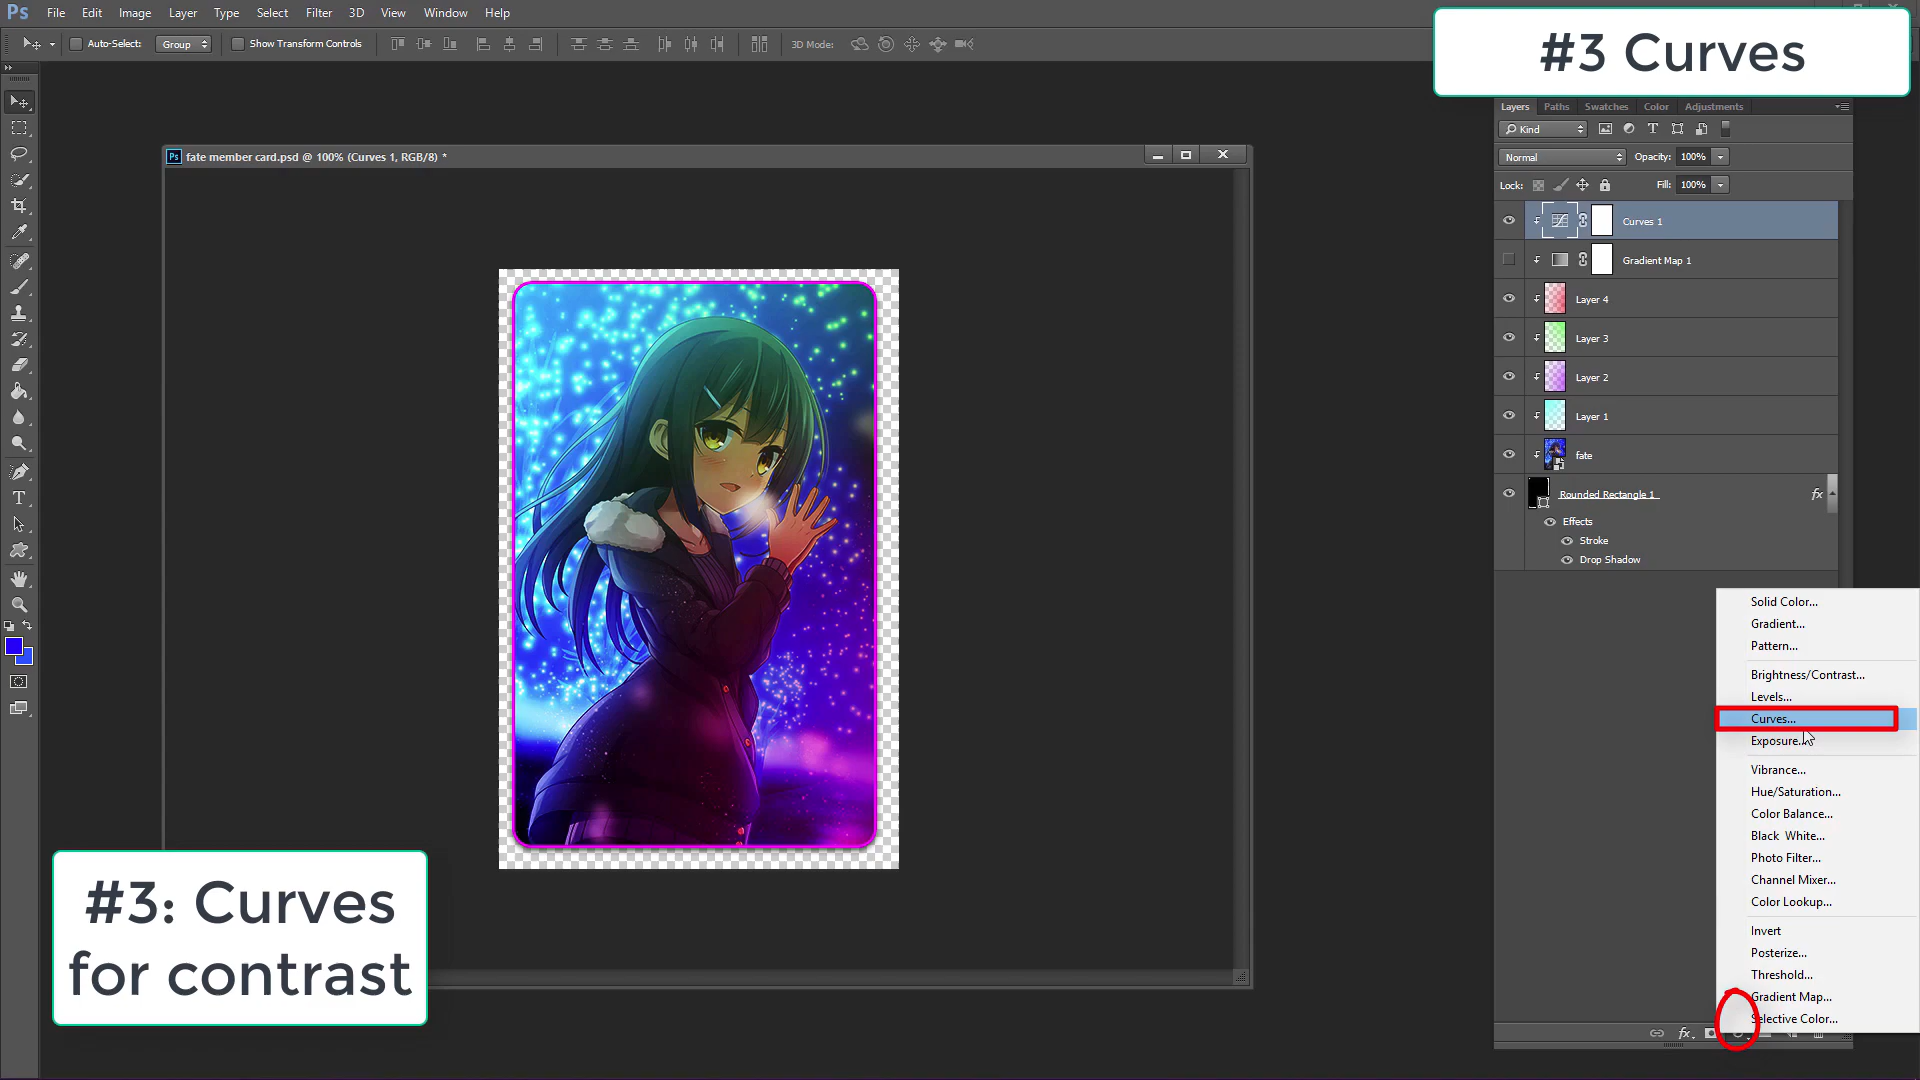 Ps File Edit Image Layer Type Select Filter 3D View Window Help
Auto-Select: Group Show Transform Controls 3D Mode:
#3 Curves
Layers Paths Swatches Color Adjustments
Kind T
Normal Opacity: 100%
Lock: Fill: 100%
Ps fate member card.psd @ 100% (Curves 1, RGB/8) *
Curves 1
Gradient Map 1
Layer 4
Layer 3
Layer 2
Layer 1
fate
Rounded Rectangle 1 fx
Effects
Stroke
Drop Shadow
T
Solid Color...
Gradient...
Pattern...
Brightness/Contrast...
Levels...
Curves...
Exposure...
Vibrance...
Hue/Saturation...
Color Balance...
Black White...
Photo Filter...
Channel Mixer...
Color Lookup...
Invert
Posterize...
Threshold...
Gradient Map...
Selective Color...
fx.
#3: Curves
for contrast